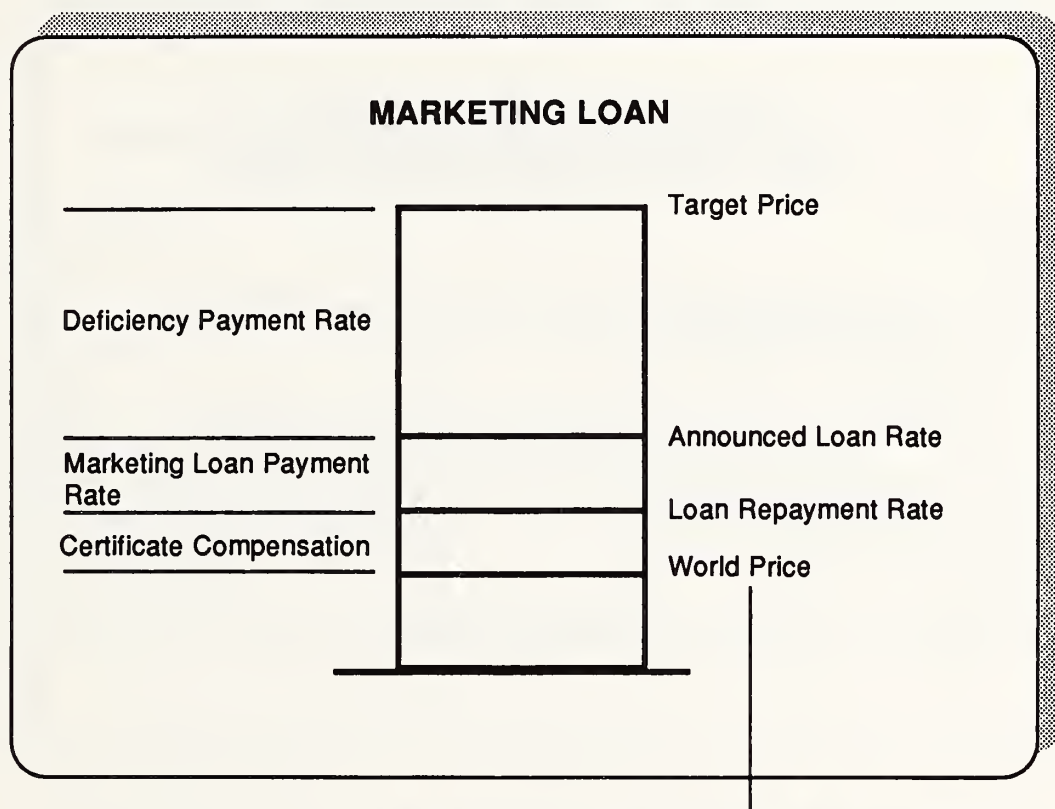 MARKETING LOAN
Target Price
Deficiency Payment Rate
Announced Loan Rate
Marketing Loan Payment
Rate
Loan Repayment Rate
Certificate Compensation
World Price